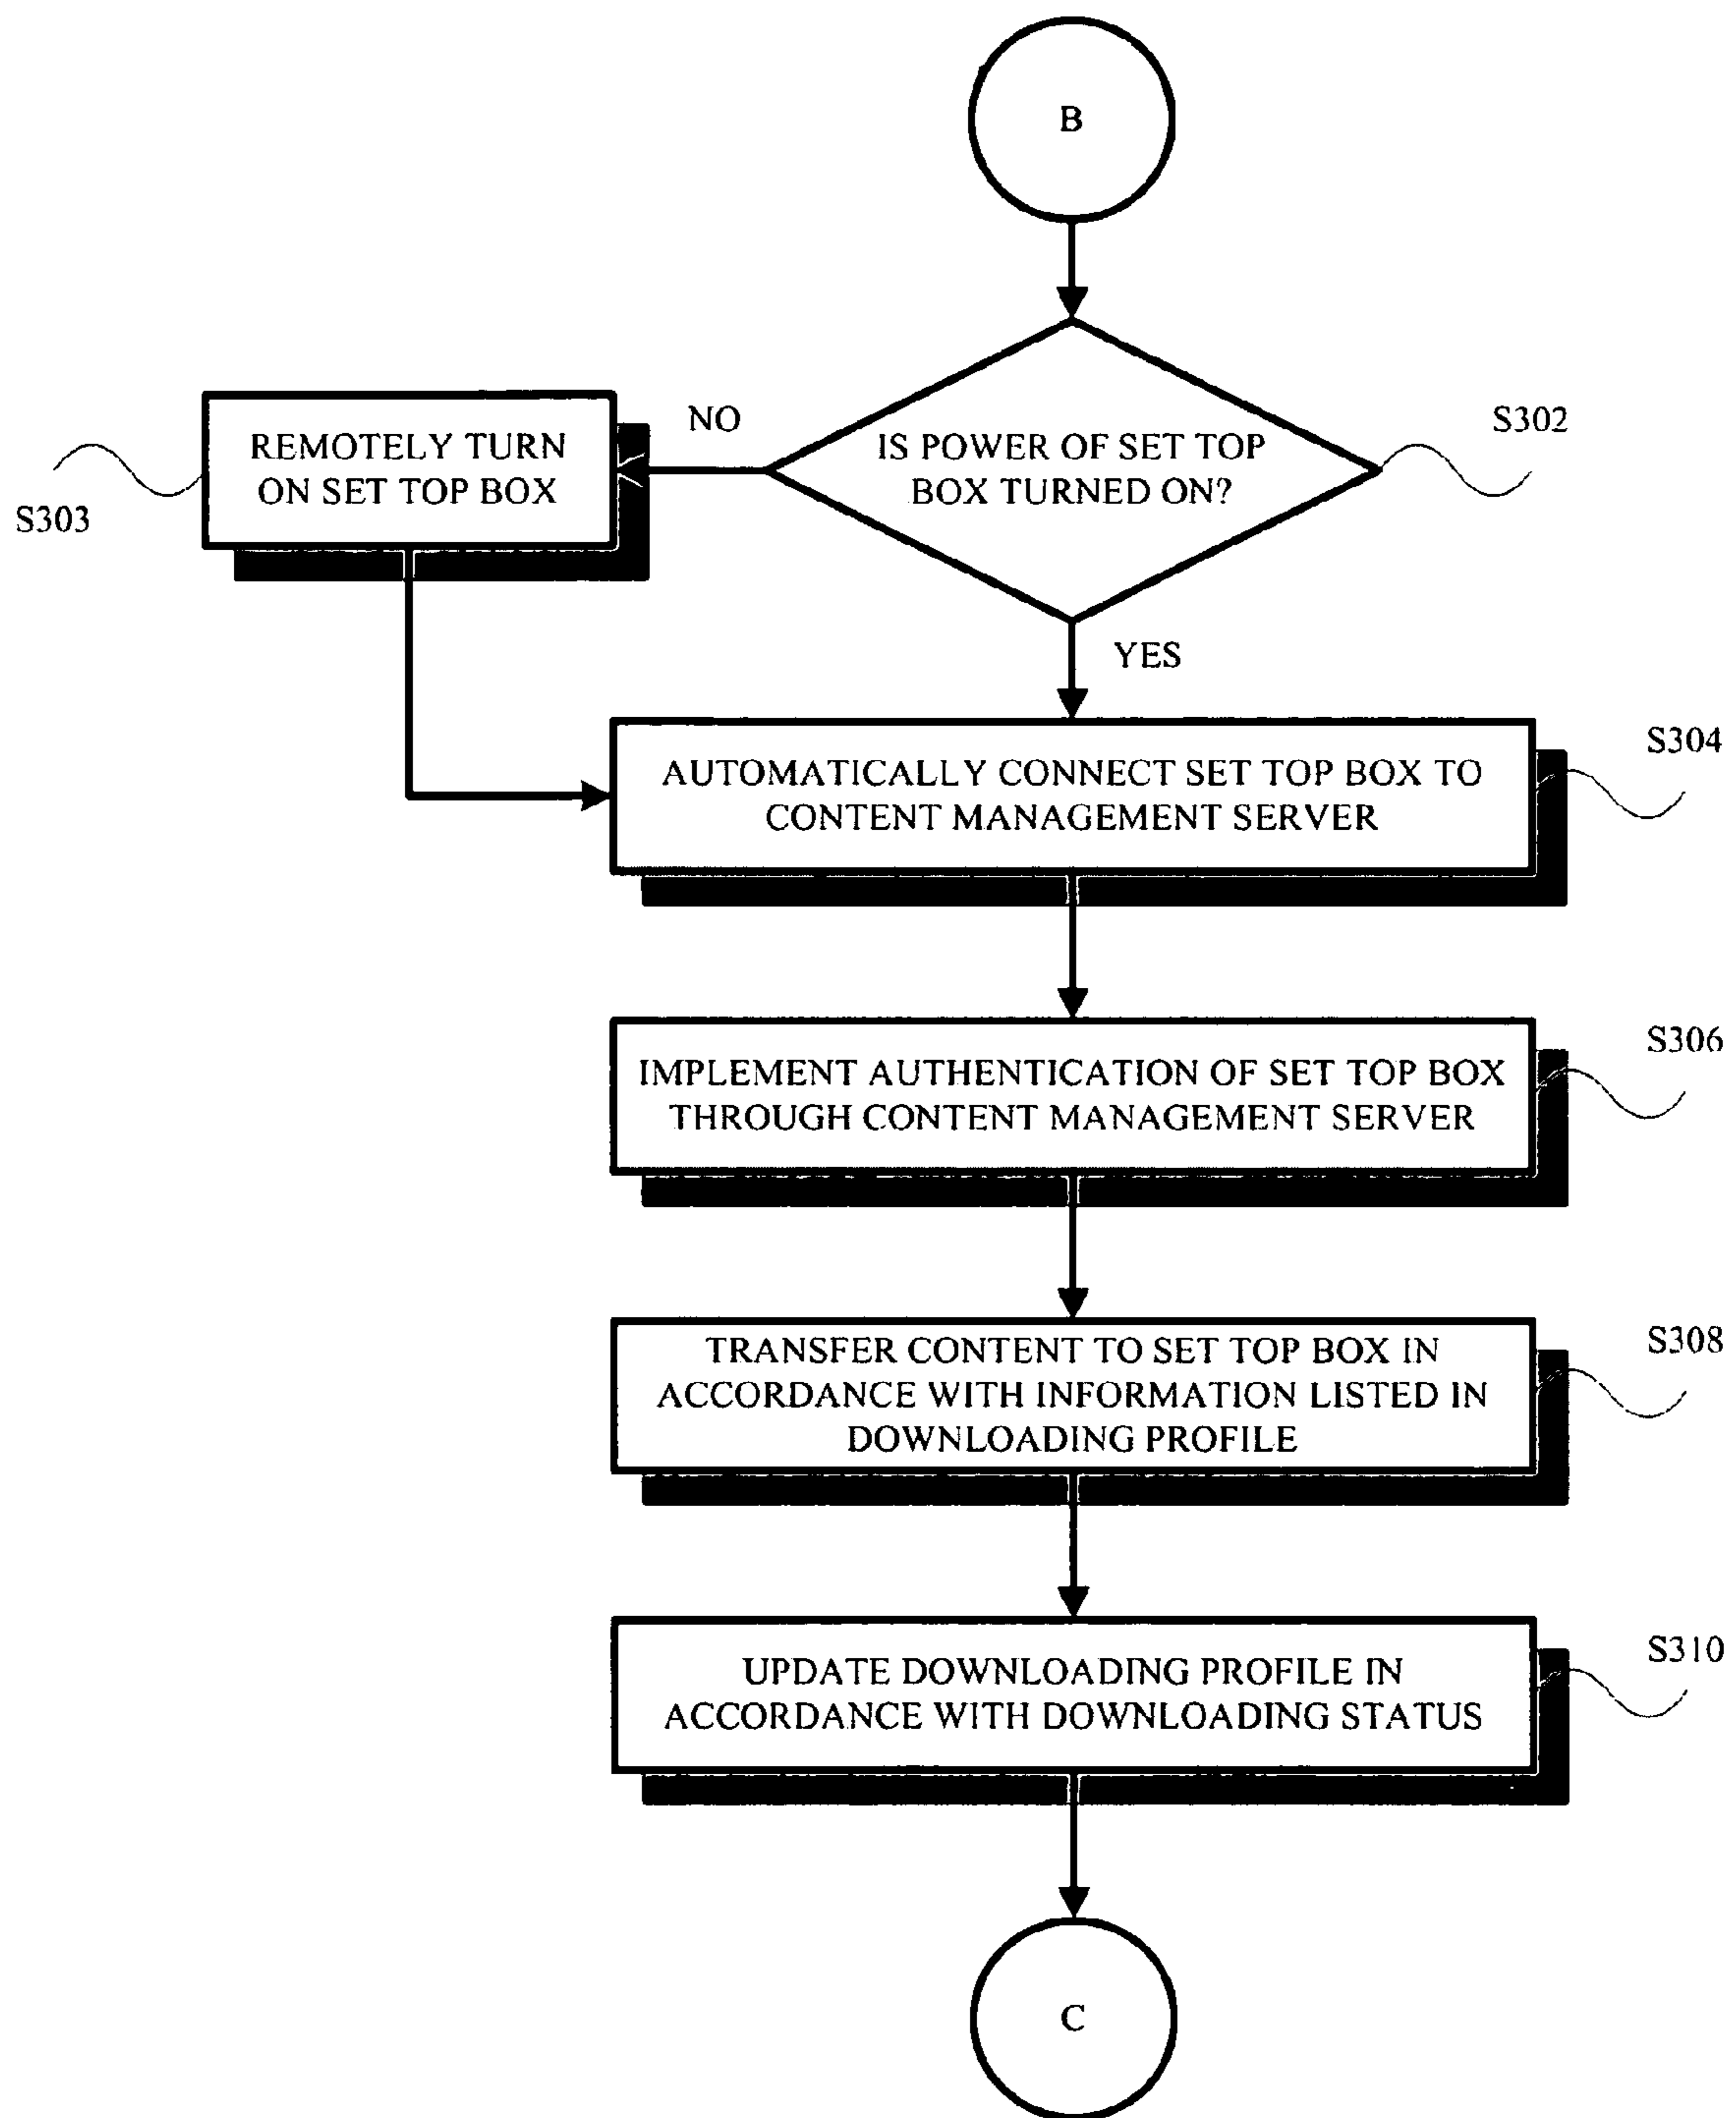 B
NO
IS POWER OF SET TOP
BOX TURNED ON?
S302
REMOTELY TURN
ON SET TOP BOX
S303
YES
AUTOMATICALLY CONNECT SET TOP BOX TO
CONTENT MANAGEMENT SERVER
S304
IMPLEMENT AUTHENTICATION OF SET TOP BOX
THROUGH CONTENT MANAGEMENT SERVER
S306
TRANSFER CONTENT TO SET TOP BOX IN
ACCORDANCE WITH INFORMATION LISTED IN
DOWNLOADING PROFILE
S308
UPDATE DOWNLOADING PROFILE IN
ACCORDANCE WITH DOWNLOADING STATUS
S310
C